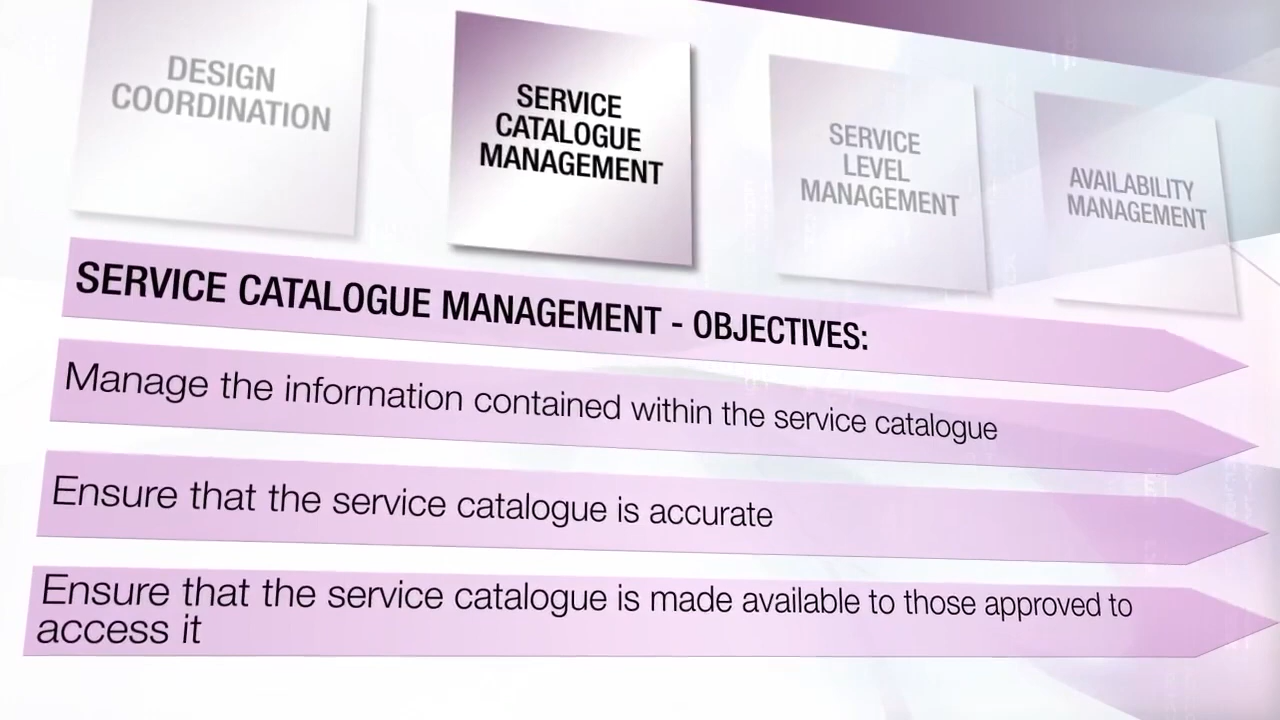 DESIGN
COORDINATION
SERVICE
CATALOGUE
MANAGEMENT
SERVICE
LEVEL
MANAGEMENT
AVAILABILITY
MANAGEMENT
SERVICE CATALOGUE MANAGEMENT - OBJECTIVES:
Manage the information contained within the service catalogue
Ensure that the service catalogue is accurate
Ensure that the service catalogue is made available to those approved to
access it